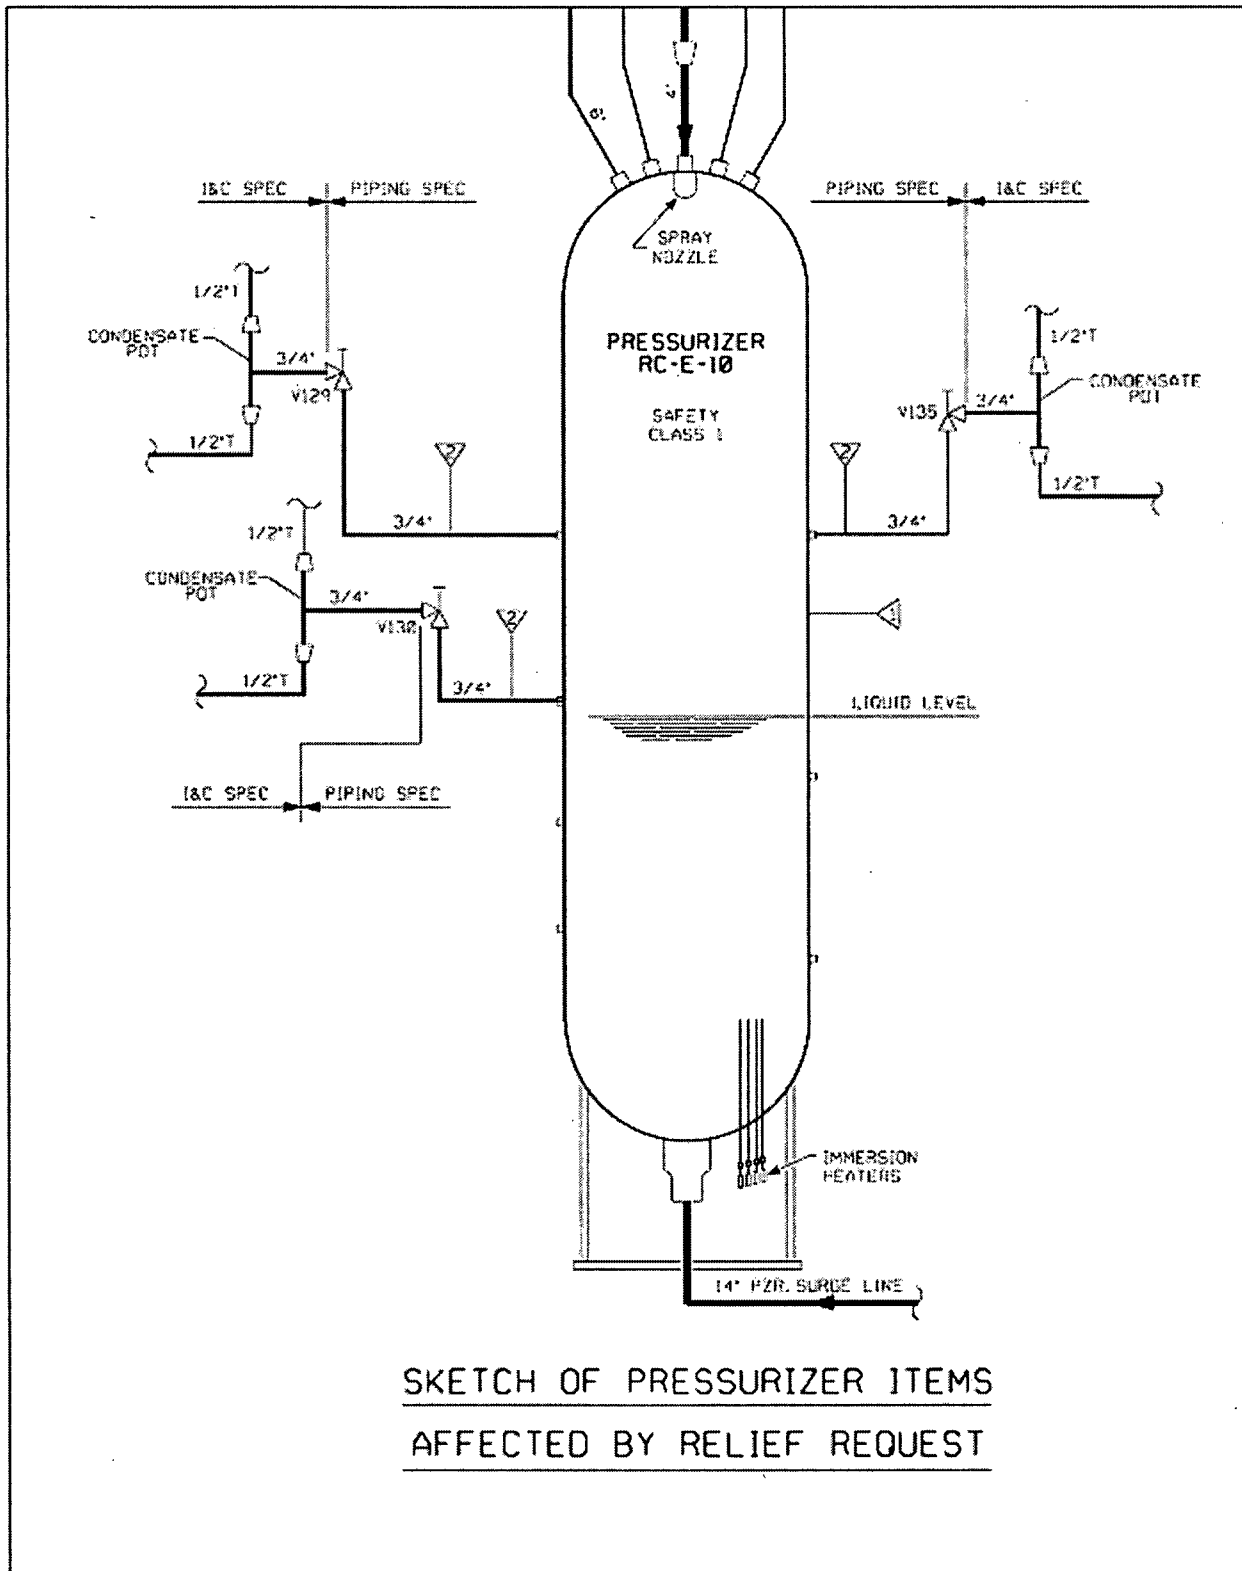 6"
4"
I&C SPEC PIPING SPEC
PIPING SPEC I&C SPEC
SPRAY
NOZZLE
1/2"T
CONDENSATE
POT
3/4"
V129
1/2"T
PRESSURIZER
RC-E-10
SAFETY
CLASS 1
1/2"T
CONDENSATE
POT
3/4"
V135
1/2"T
2
3/4"
2
3/4"
1/2"T
CONDENSATE
POT
3/4"
V130
2
1
1/2"T
3/4"
LIQUID LEVEL
I&C SPEC PIPING SPEC
IMMERSION
HEATERS
14" PZR. SURGE LINE
SKETCH OF PRESSURIZER ITEMS
AFFECTED BY RELIEF REQUEST